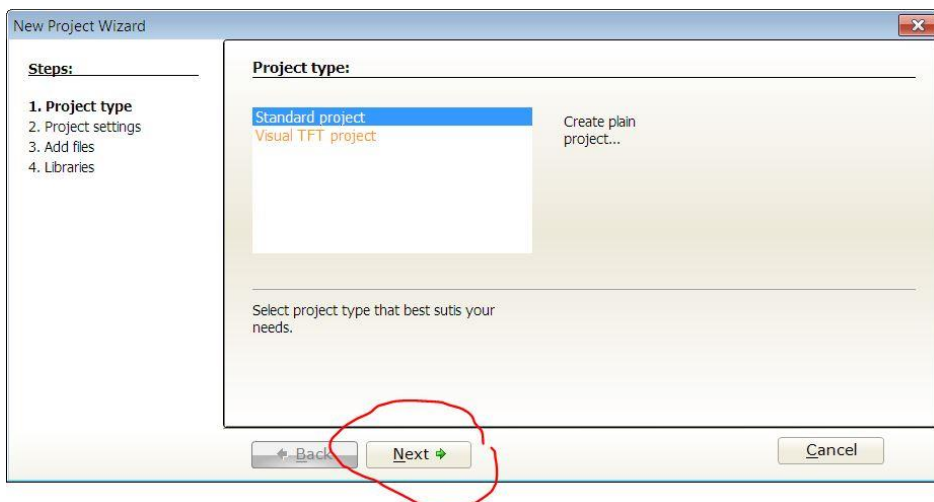 New Project Wizard
Steps:
1. Project type
2. Project settings
3. Add files
4. Libraries
Project type:
Standard project
Visual TFT project
Create plain
project...
Select project type that best sutis your
needs.
Back
Next
Cancel